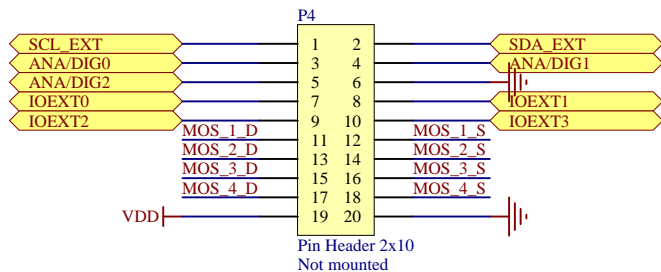 P4
SCL_EXT 1 2 SDA_EXT
ANA/DIG0 3 4 ANA/DIG1
ANA/DIG2 5 6
IOEXT0 7 8 IOEXT1
IOEXT2 9 10 IOEXT3
MOS_1_D 11 12 MOS_1_S
MOS_2_D 13 14 MOS_2_S
MOS_3_D 15 16 MOS_3_S
MOS_4_D 17 18 MOS_4_S
VDD 19 20
Pin Header 2x10
Not mounted